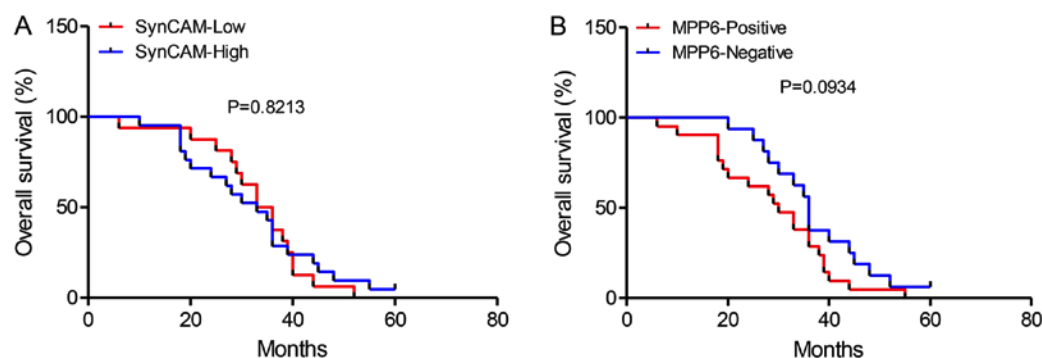 A
SynCAM-Low
SynCAM-High
P=0.8213
150
100
50
0
0 20 40 60 80
Overall survival (%)
Months
B
MPP6-Positive
MPP6-Negative
P=0.0934
150
100
50
0
0 20 40 60 80
Overall survival (%)
Months